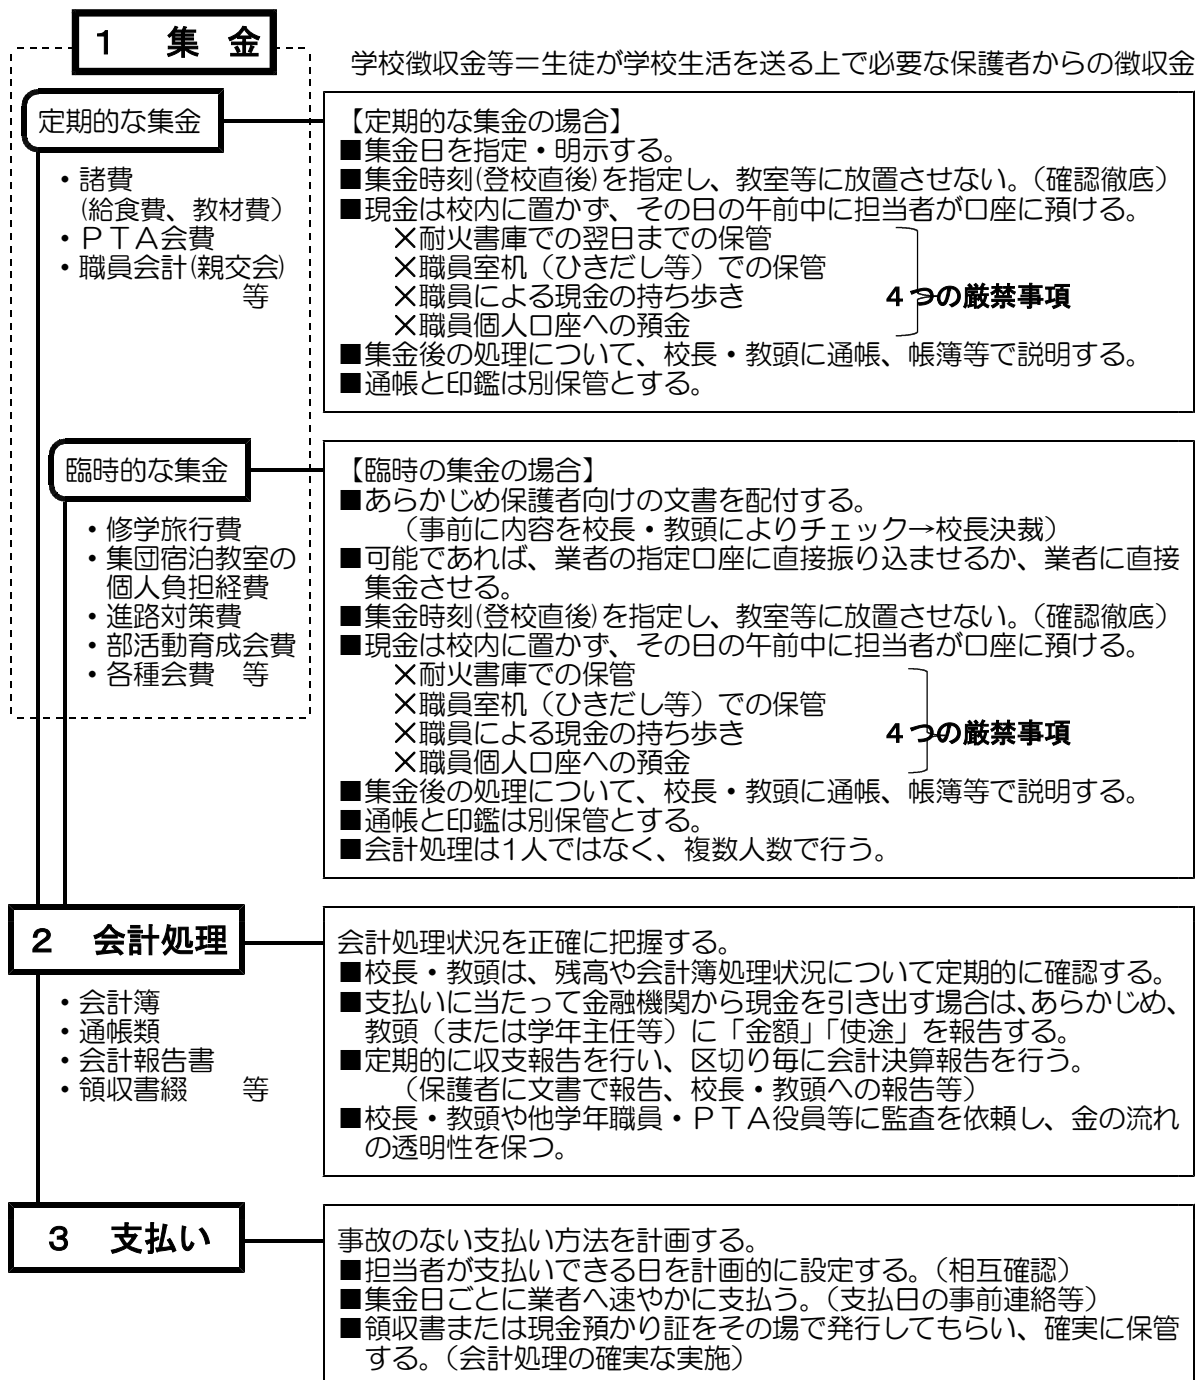 １　集　金
学校徴収金等＝生徒が学校生活を送る上で必要な保護者からの徴収金
定期的な集金
・諸費
(給食費、教材費）
・ＰＴＡ会費
・職員会計(親交会)
等
【定期的な集金の場合】
■集金日を指定・明示する。
■集金時刻(登校直後)を指定し、教室等に放置させない。（確認徹底）
■現金は校内に置かず、その日の午前中に担当者が口座に預ける。
×耐火書庫での翌日までの保管
×職員室机（ひきだし等）での保管
×職員による現金の持ち歩き　４つの厳禁事項
×職員個人口座への預金
■集金後の処理について、校長・教頭に通帳、帳簿等で説明する。
■通帳と印鑑は別保管とする。
臨時的な集金
・修学旅行費
・集団宿泊教室の
個人負担経費
・進路対策費
・部活動育成会費
・各種会費　等
【臨時の集金の場合】
■あらかじめ保護者向けの文書を配付する。
（事前に内容を校長・教頭によりチェック→校長決裁）
■可能であれば、業者の指定口座に直接振り込ませるか、業者に直接
集金させる。
■集金時刻(登校直後)を指定し、教室等に放置させない。（確認徹底）
■現金は校内に置かず、その日の午前中に担当者が口座に預ける。
×耐火書庫での保管
×職員室机（ひきだし等）での保管
×職員による現金の持ち歩き　４つの厳禁事項
×職員個人口座への預金
■集金後の処理について、校長・教頭に通帳、帳簿等で説明する。
■通帳と印鑑は別保管とする。
■会計処理は1人ではなく、複数人数で行う。
２　会計処理
・会計簿
・通帳類
・会計報告書
・領収書綴　等
会計処理状況を正確に把握する。
■校長・教頭は、残高や会計簿処理状況について定期的に確認する。
■支払いに当たって金融機関から現金を引き出す場合は、あらかじめ、
教頭（または学年主任等）に「金額」「使途」を報告する。
■定期的に収支報告を行い、区切り毎に会計決算報告を行う。
（保護者に文書で報告、校長・教頭への報告等）
■校長・教頭や他学年職員・ＰＴＡ役員等に監査を依頼し、金の流れ
の透明性を保つ。
３　支払い
事故のない支払い方法を計画する。
■担当者が支払いできる日を計画的に設定する。（相互確認）
■集金日ごとに業者へ速やかに支払う。（支払日の事前連絡等）
■領収書または現金預かり証をその場で発行してもらい、確実に保管
する。（会計処理の確実な実施）